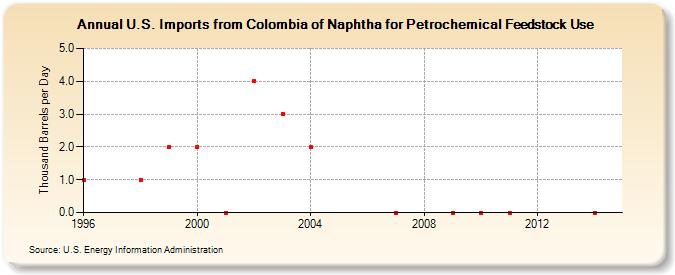 Annual U.S. Imports from Colombia of Naphtha for Petrochemical Feedstock Use
Thousand Barrels per Day
5.0
4.0
3.0
2.0
1.0
0.0
1996 2000 2004 2008 2012
Source: U.S. Energy Information Administration